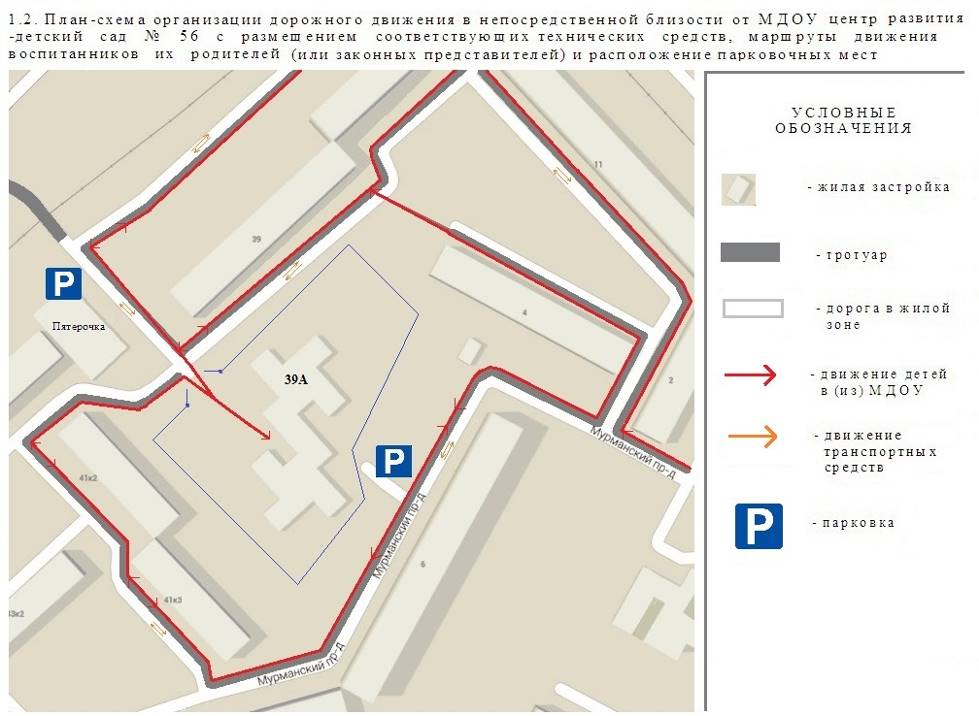 1.2. План-схема организации дорожного движения в непосредственной близости от МДОУ центр развития
-детский сад № 56 с размещением соответствующих технических средств, маршруты движения
воспитанников их родителей (или законных представителей) и расположение парковочных мест
УСЛОВНЫЕ
ОБОЗНАЧЕНИЯ
- жилая застройка
- тротуар
- дорога в жилой
зоне
- движение детей
в (из) МДОУ
- движение
транспортных
средств
P
- парковка
11
39
P
Пятерочка
4
39А
2
P
Мурманский пр-д
41к2
Мурманский пр-д
6
41к3
Мурманский пр-д